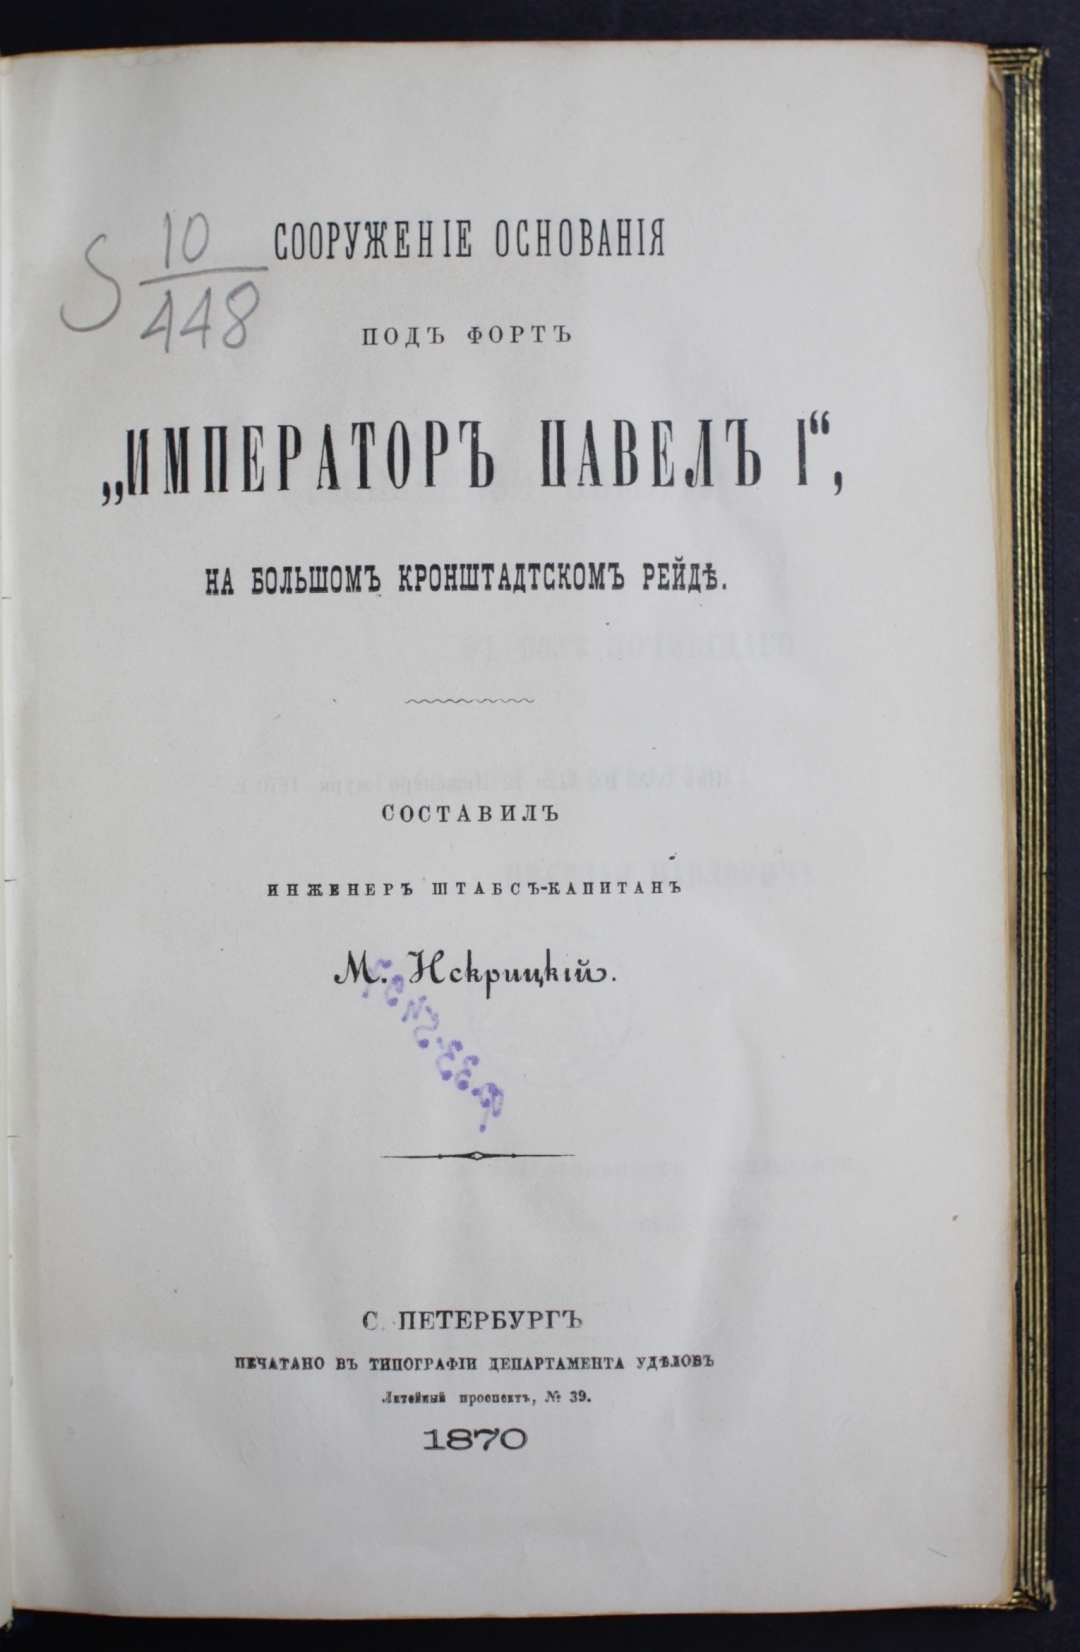 S 10/448
СООРУЖЕНІЕ ОСНОВАНІЯ
ПОДЪ ФОРТЪ
„ИМПЕРАТОРЪ ПАВЕЛЪ I“,
НА БОЛЬШОМЪ КРОНШТАДТСКОМЪ РЕЙДѢ.
СОСТАВИЛЪ
ИНЖЕНЕРЪ ШТАБСЪ-КАПИТАНЪ
М. Искрицкій.
С. ПЕТЕРБУРГЪ
ПЕЧАТАНО ВЪ ТИПОГРАФІИ ДЕПАРТАМЕНТА УДѢЛОВЪ
Литейный проспектъ, № 39.
1870